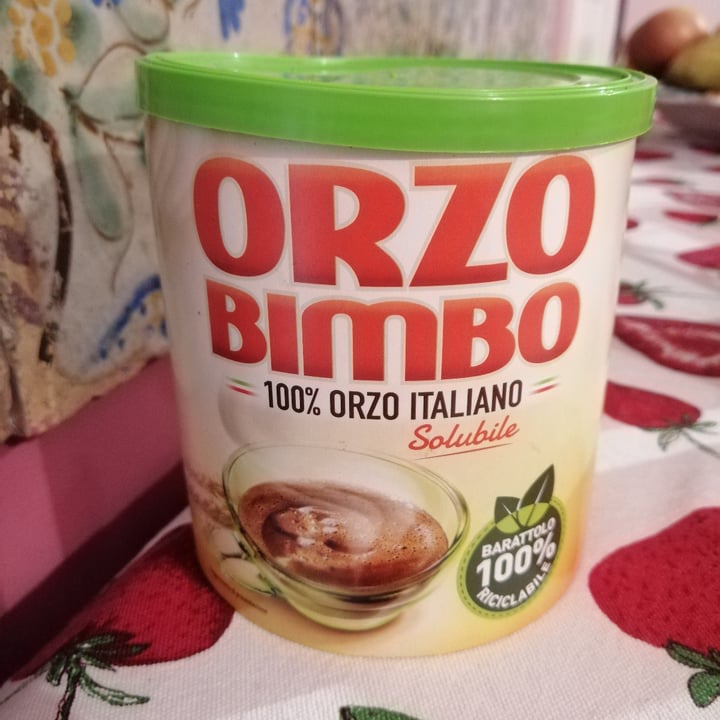 ORZO
BIMBO
100% ORZO ITALIANO
Solubile
BARATTOLO
100%
RICICLABILE